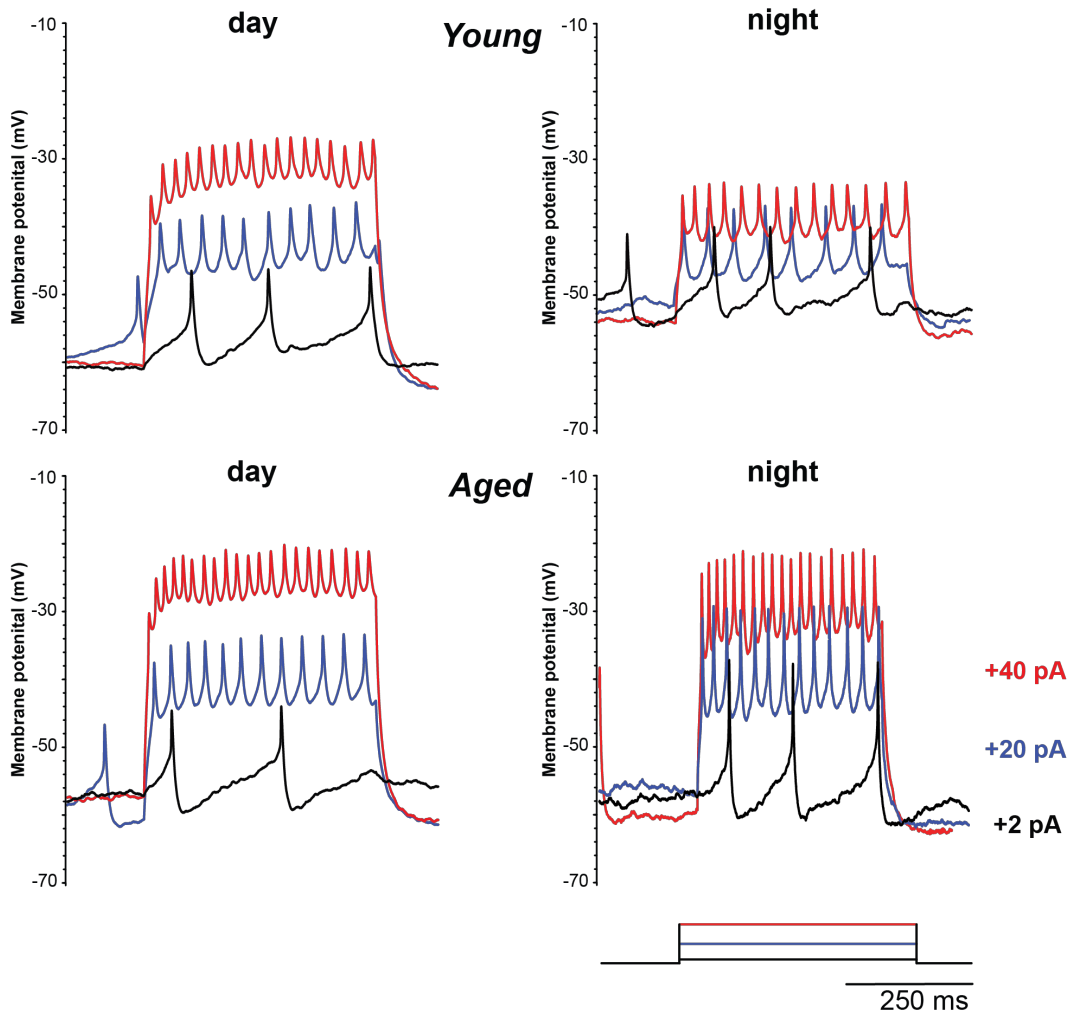 day
Young
night
-10
-30
-50
-70
Membrane potenital (mV)
-10
-30
-50
-70
Membrane potenital (mV)
day
Aged
night
-10
-30
-50
-70
Membrane potenital (mV)
-10
-30
-50
-70
Membrane potenital (mV)
+40 pA
+20 pA
+2 pA
250 ms